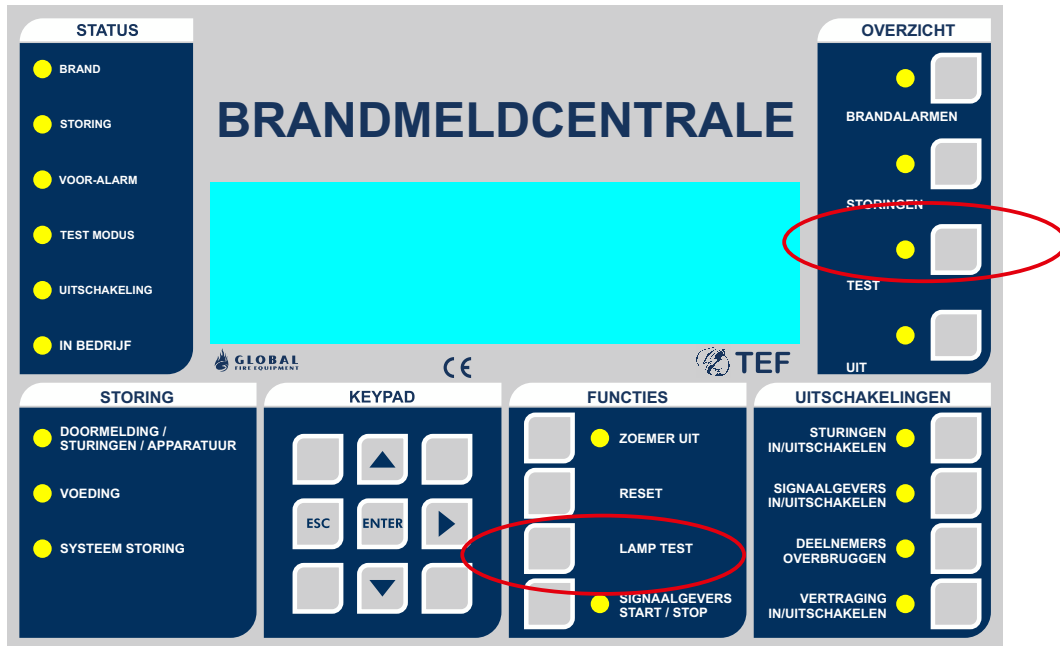 STATUS
BRAND
STORING
VOOR-ALARM
TEST MODUS
UITSCHAKELING
IN BEDRIJF
BRANDMELDCENTRALE
GLOBAL
FIRE EQUIPMENT
CE
TEF
OVERZICHT
BRANDALARMEN
STORINGEN
TEST
UIT
STORING
DOORMELDING /
STURINGEN / APPARATUUR
VOEDING
SYSTEEM STORING
KEYPAD
ESC
ENTER
FUNCTIES
ZOEMER UIT
RESET
LAMP TEST
SIGNAALGEVERS
START / STOP
UITSCHAKELINGEN
STURINGEN
IN/UITSCHAKELEN
SIGNAALGEVERS
IN/UITSCHAKELEN
DEELNEMERS
OVERBRUGGEN
VERTRAGING
IN/UITSCHAKELEN